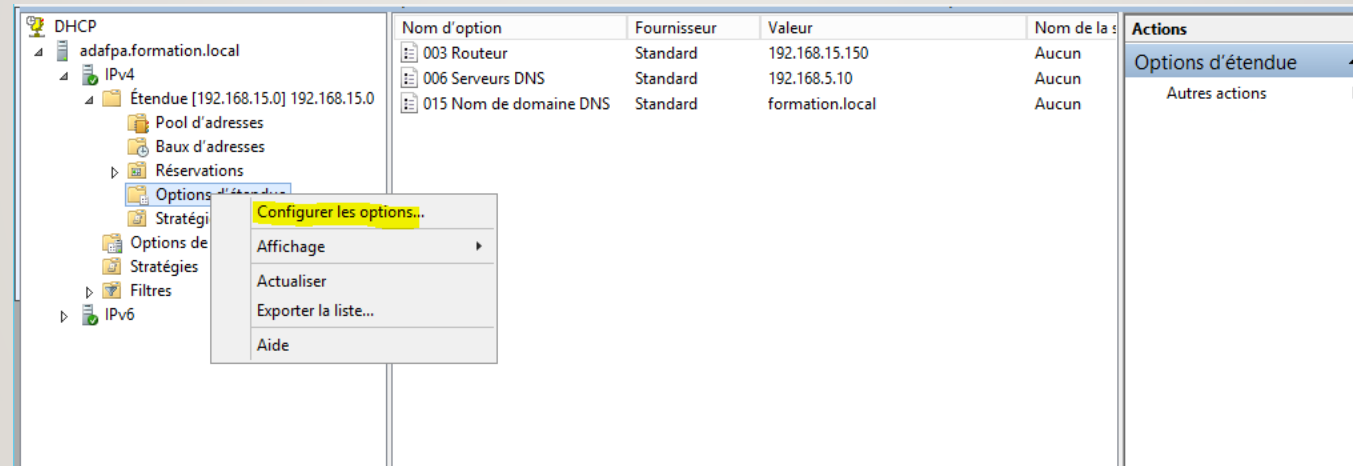 DHCP
adafpa.formation.local
IPv4
Étendue [192.168.15.0] 192.168.15.0
Pool d'adresses
Baux d'adresses
Réservations
Options d'étendue
Stratégi
Options de
Stratégies
Filtres
IPv6
Configurer les options...
Affichage
Actualiser
Exporter la liste...
Aide
Nom d'option Fournisseur Valeur Nom de la s
003 Routeur Standard 192.168.15.150 Aucun
006 Serveurs DNS Standard 192.168.5.10 Aucun
015 Nom de domaine DNS Standard formation.local Aucun
Actions
Options d'étendue
Autres actions